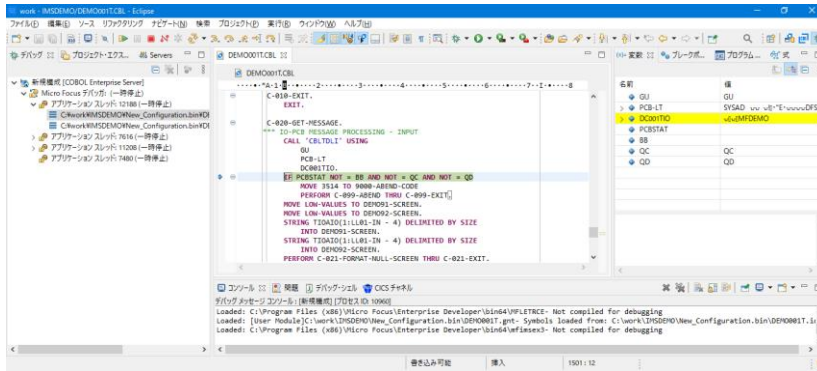 work - IMSDEMO/DEMO001T.CBL - Eclipse
ファイル(F) 編集(E) ソース リファクタリング ナビゲート(N) 検索 プロジェクト(P) 実行(R) ウィンドウ(W) ヘルプ(H)
デバッグ プロジェクト・エクス... Servers
新規構成 [COBOL Enterprise Server]
Micro Focus デバッガ: (一時停止)
アプリケーション スレッド: 12188 (一時停止)
C:¥work¥IMSDEMO¥New_Configuration.bin¥DI
C:¥work¥IMSDEMO¥New_Configuration.bin¥DI
アプリケーション スレッド: 7616 (一時停止)
アプリケーション スレッド: 11208 (一時停止)
アプリケーション スレッド: 7480 (一時停止)
DEMO001T.CBL
DEMO001T.CBL
C-010-EXIT.
EXIT.
C-020-GET-MESSAGE.
*** IO-PCB MESSAGE PROCESSING - INPUT
CALL 'CBLTDLI' USING
GU
PCB-LT
DC001TIO.
IF PCBSTAT NOT = BB AND NOT = QC AND NOT = QD
MOVE 3514 TO 9000-ABEND-CODE
PERFORM C-099-ABEND THRU C-099-EXIT.
MOVE LOW-VALUES TO DEMO91-SCREEN.
MOVE LOW-VALUES TO DEMO92-SCREEN.
STRING TIOAIO(1:LL01-IN - 4) DELIMITED BY SIZE
INTO DEMO91-SCREEN.
STRING TIOAIO(1:LL01-IN - 4) DELIMITED BY SIZE
INTO DEMO92-SCREEN.
PERFORM C-021-FORMAT-NULL-SCREEN THRU C-021-EXIT.
変数 ブレークポ... プログラム... 式
名前 値
GU GU
PCB-LT SYSAD
DC001TIO MFDEMO
PCBSTAT
BB
QC QC
QD QD
コンソール 問題 デバッグ・シェル CICS チャネル
デバッグ メッセージ コンソール : [新規構成] [プロセス ID: 10960]
Loaded: C:\Program Files (x86)\Micro Focus\Enterprise Developer\bin64\MFLETRCE- Not compiled for debugging
Loaded: [User Module]C:\work\IMSDEMO\New_Configuration.bin\DEMO001T.gnt- Symbols loaded from: C:\work\IMSDEMO\New_Configuration.bin\DEMO001T.i
Loaded: C:\Program Files (x86)\Micro Focus\Enterprise Developer\bin64\mfimsex3- Not compiled for debugging
書き込み可能 挿入 1501 : 12